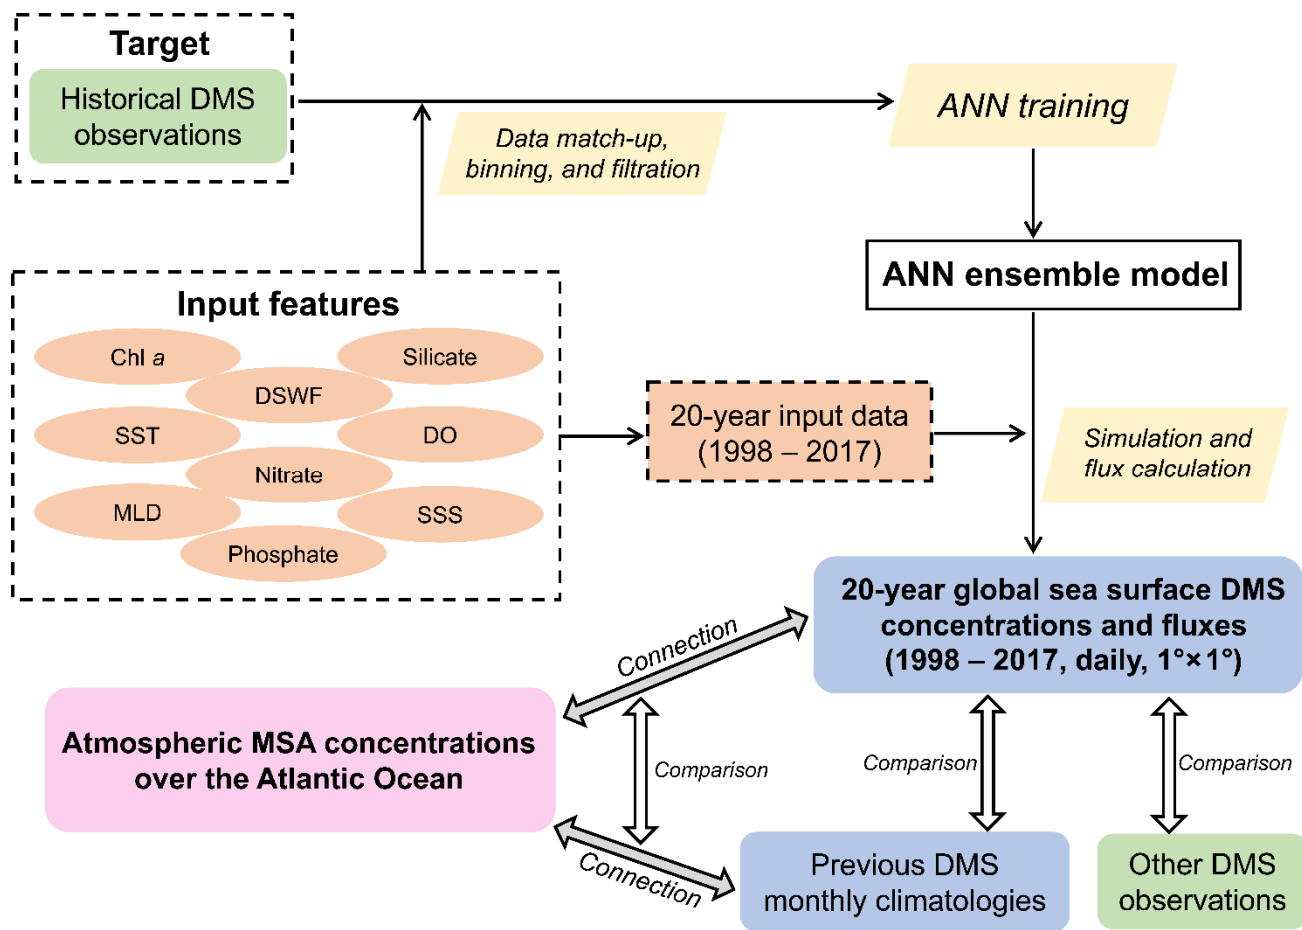 Target
Historical DMS
observations
Data match-up,
binning, and filtration
ANN training
ANN ensemble model
Input features
Chl a
Silicate
DSWF
SST
DO
Nitrate
MLD
SSS
Phosphate
20-year input data
(1998 – 2017)
Simulation and
flux calculation
20-year global sea surface DMS
concentrations and fluxes
(1998 – 2017, daily, 1°×1°)
Connection
Atmospheric MSA concentrations
over the Atlantic Ocean
Comparison
Comparison
Comparison
Connection
Previous DMS
monthly climatologies
Other DMS
observations